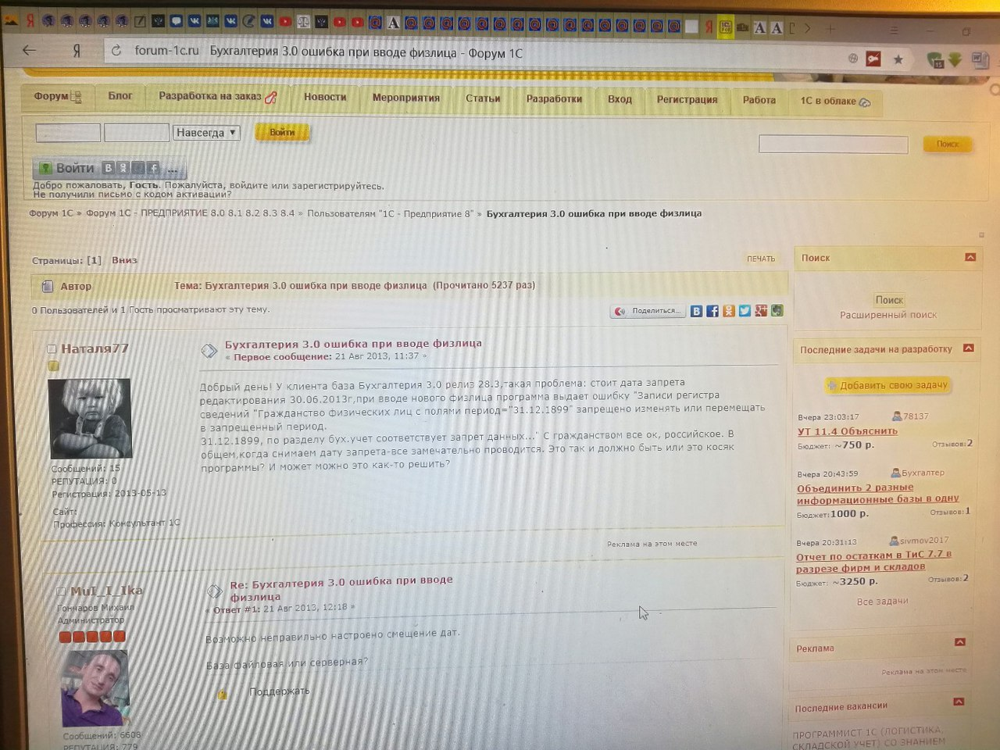 forum-1c.ru Бухгалтерия 3.0 ошибка при вводе физлица - Форум 1С
Форум Блог Разработка на заказ Новости Мероприятия Статьи Разработки Вход Регистрация Работа 1С в облаке
Навсегда Войти
Поиск
Войти
Добро пожаловать, Гость. Пожалуйста, войдите или зарегистрируйтесь.
Не получили письмо с кодом активации?
Форум 1С » Форум 1С - ПРЕДПРИЯТИЕ 8.0 8.1 8.2 8.3 8.4 » Пользователям "1С - Предприятие 8" » Бухгалтерия 3.0 ошибка при вводе физлица
Страницы: [1] Вниз
ПЕЧАТЬ
Автор Тема: Бухгалтерия 3.0 ошибка при вводе физлица (Прочитано 5237 раз)
0 Пользователей и 1 Гость просматривают эту тему.
Поделиться...
Наталя77
Сообщений: 15
РЕПУТАЦИЯ: 0
Регистрация: 2013-05-13
Сайт:
Профессия: Консультант 1С
Бухгалтерия 3.0 ошибка при вводе физлица
« Первое сообщение: 21 Авг 2013, 11:37 »
Добрый день! У клиента база Бухгалтерия 3.0 релиз 28.3,такая проблема: стоит дата запрета
редактирования 30.06.2013г,при вводе нового физлица программа выдает ошибку "Записи регистра
сведений "Гражданство физических лиц с полями период="31.12.1899" запрещено изменять или перемещать
в запрещенный период.
31.12.1899, по разделу бух.учет соответствует запрет данных..." С гражданством все ок, российское. В
общем,когда снимаем дату запрета-все замечательно проводится. Это так и должно быть или это косяк
программы? И может можно это как-то решить?
Реклама на этом месте
MuI_I_Ika
Гончаров Михаил
Администратор
Сообщений: 6608
РЕПУТАЦИЯ: 779
Re: Бухгалтерия 3.0 ошибка при вводе
физлица
« Ответ #1: 21 Авг 2013, 12:18 »
Возможно неправильно настроено смещение дат.
База файловая или серверная?
Поддержать
Поиск
Поиск
Расширенный поиск
Последние задачи на разработку
Добавить свою задачу
Вчера 23:03:17 78137
УТ 11.4 Объяснить
Бюджет: ~750 р. Отзывов:2
Вчера 20:43:59 Бухгалтер
Объединить 2 разные
информационные базы в одну
Бюджет:1000 р. Отзывов:1
Вчера 20:31:13 sivmov2017
Отчет по остаткам в ТиС 7.7 в
разрезе фирм и складов
Бюджет: ~3250 р. Отзывов:2
Все задачи
Реклама
Реклама на этом месте
Последние вакансии
ПРОГРАММИСТ 1С (ЛОГИСТИКА,
СКЛАДСКОЙ УЧЕТ) СО ЗНАНИЕМ